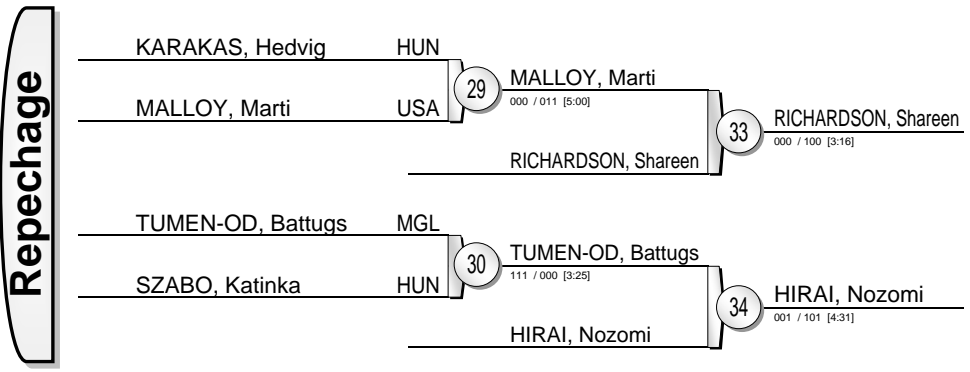 Repechage
KARAKAS, Hedvig HUN
MALLOY, Marti USA
29
MALLOY, Marti
000 / 011 [5:00]
RICHARDSON, Shareen
33
RICHARDSON, Shareen
000 / 100 [3:16]
TUMEN-OD, Battugs MGL
SZABO, Katinka HUN
30
TUMEN-OD, Battugs
111 / 000 [3:25]
HIRAI, Nozomi
34
HIRAI, Nozomi
001 / 101 [4:31]